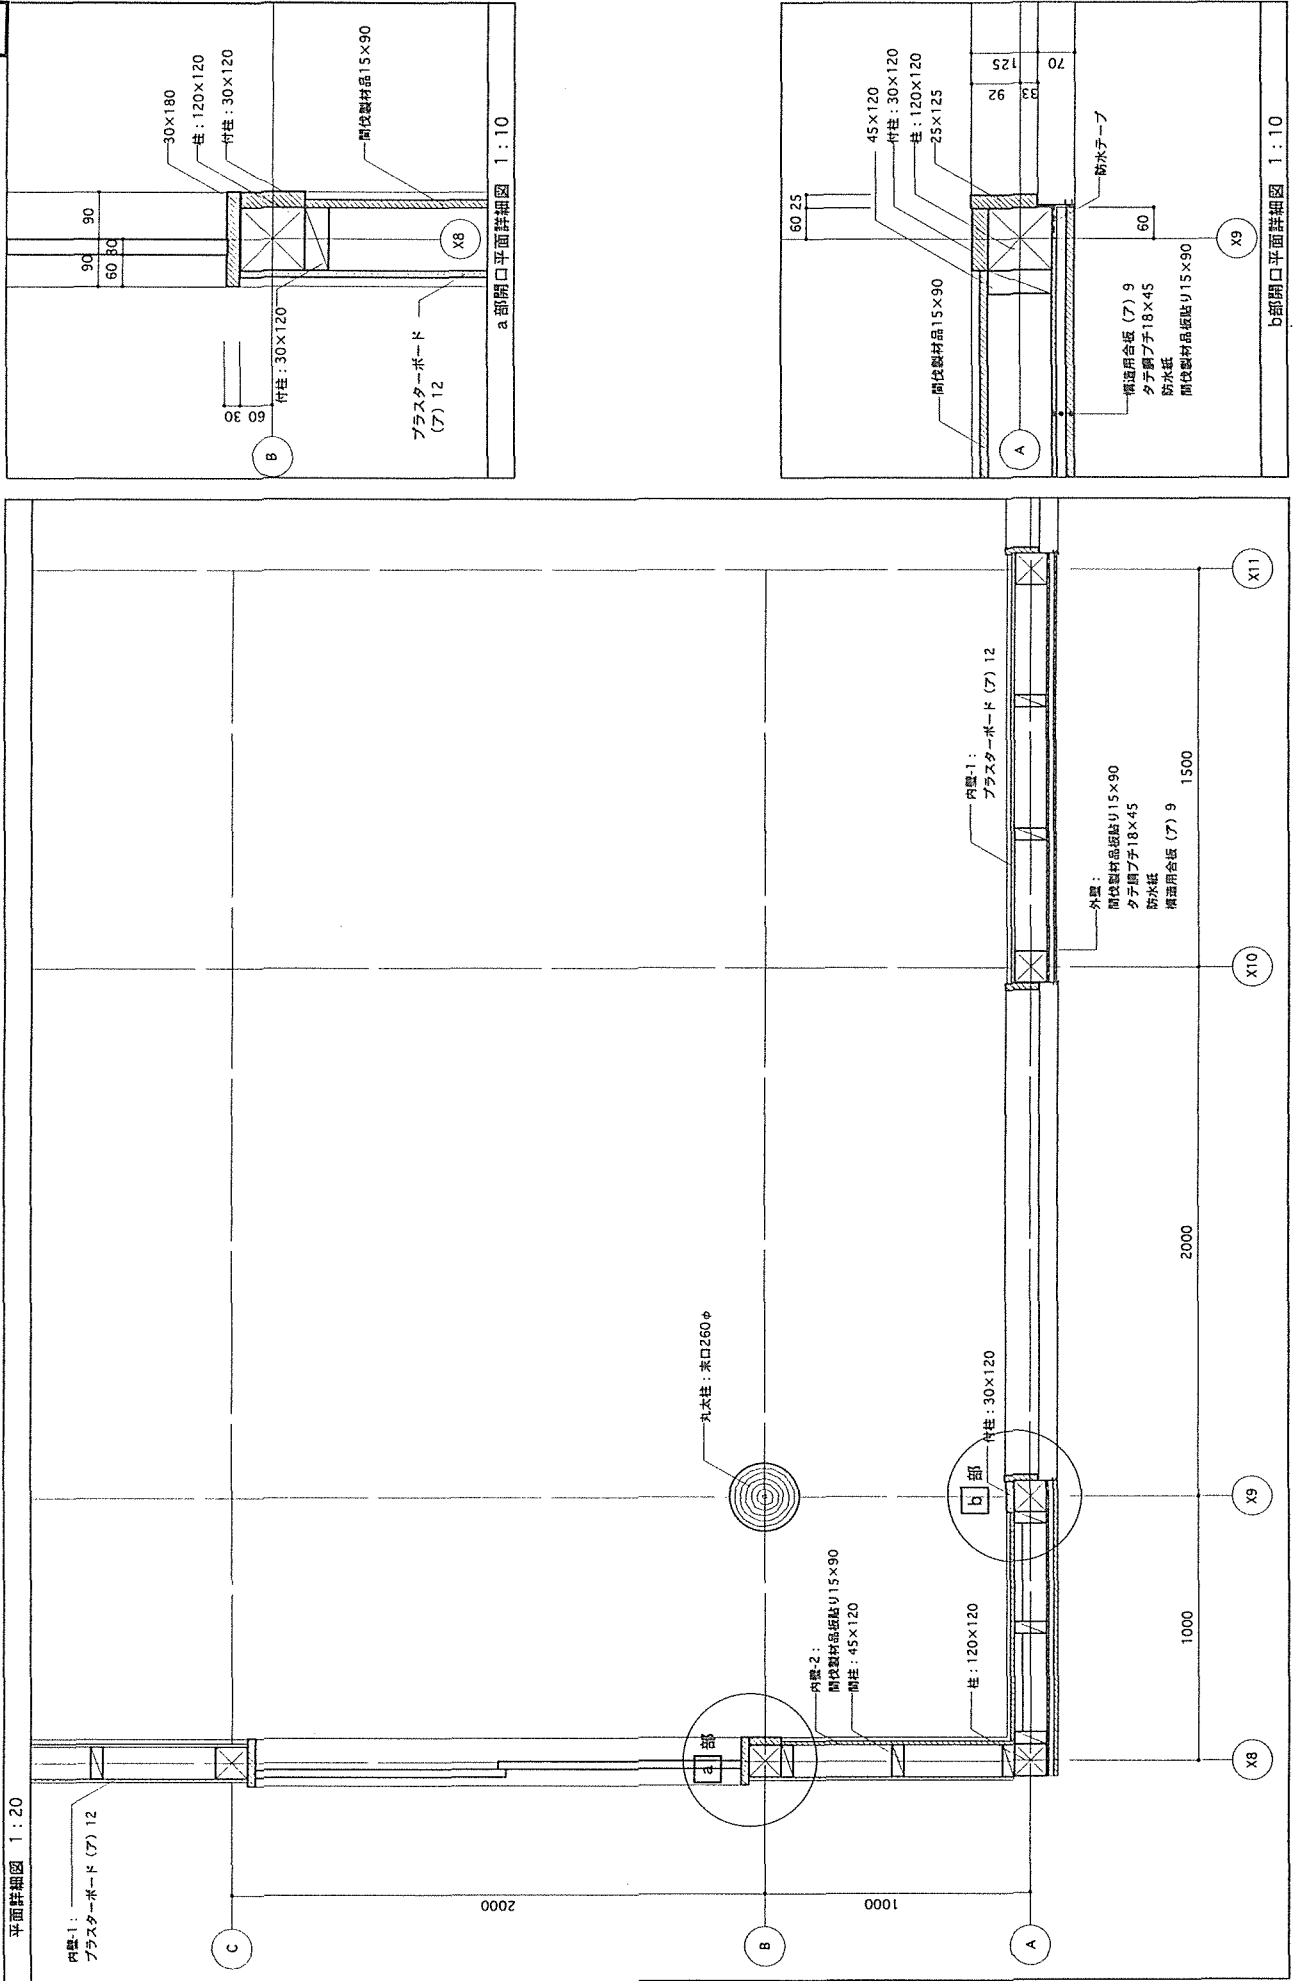 平面詳細図 1:20
内壁-1:
プラスターボード (ア) 12
C
B
A
2000
1000
a 部
内壁-2:
間伐製材品板貼り15×90
間柱:45×120
柱:120×120
丸太柱:末口260φ
b 部
付柱:30×120
内壁-1:
プラスターボード (ア) 12
外壁:
間伐製材品板貼り15×90
タテ胴ブチ18×45
防水紙
構造用合板 (ア) 9
1000
2000
1500
X8
X9
X10
X11
30×180
柱:120×120
付柱:30×120
間伐製材品15×90
90
90
60 30
30
60
付柱:30×120
プラスターボード
(ア) 12
B
X8
a 部開口平面詳細図 1:10
45×120
付柱:30×120
柱:120×120
25×125
60 25
125
70
92
33
間伐製材品15×90
防水テープ
60
A
X9
構造用合板 (ア) 9
タテ胴ブチ18×45
防水紙
間伐製材品板貼り15×90
b部開口平面詳細図 1:10